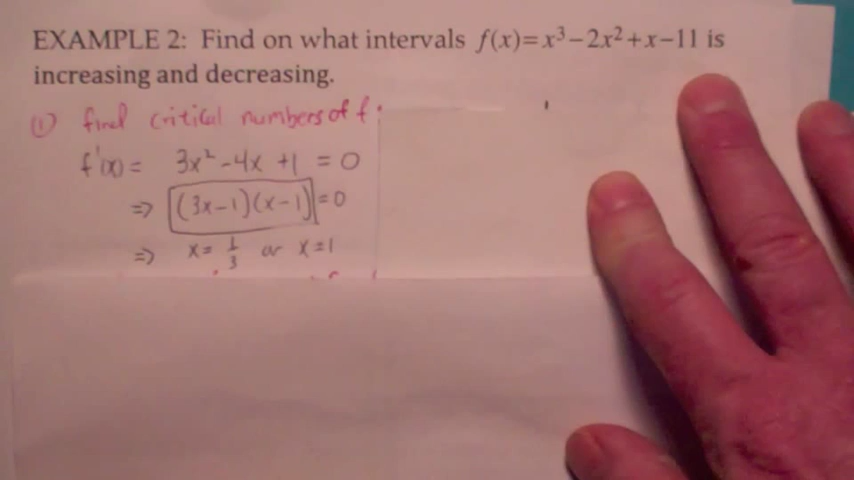 EXAMPLE 2: Find on what intervals f(x)=x³−2x²+x−11 is
increasing and decreasing.
① find critical numbers of f.
f'(x) = 3x² -4x +1 = 0
⇒ (3x-1)(x-1) = 0
⇒ x = 1/3 or x = 1